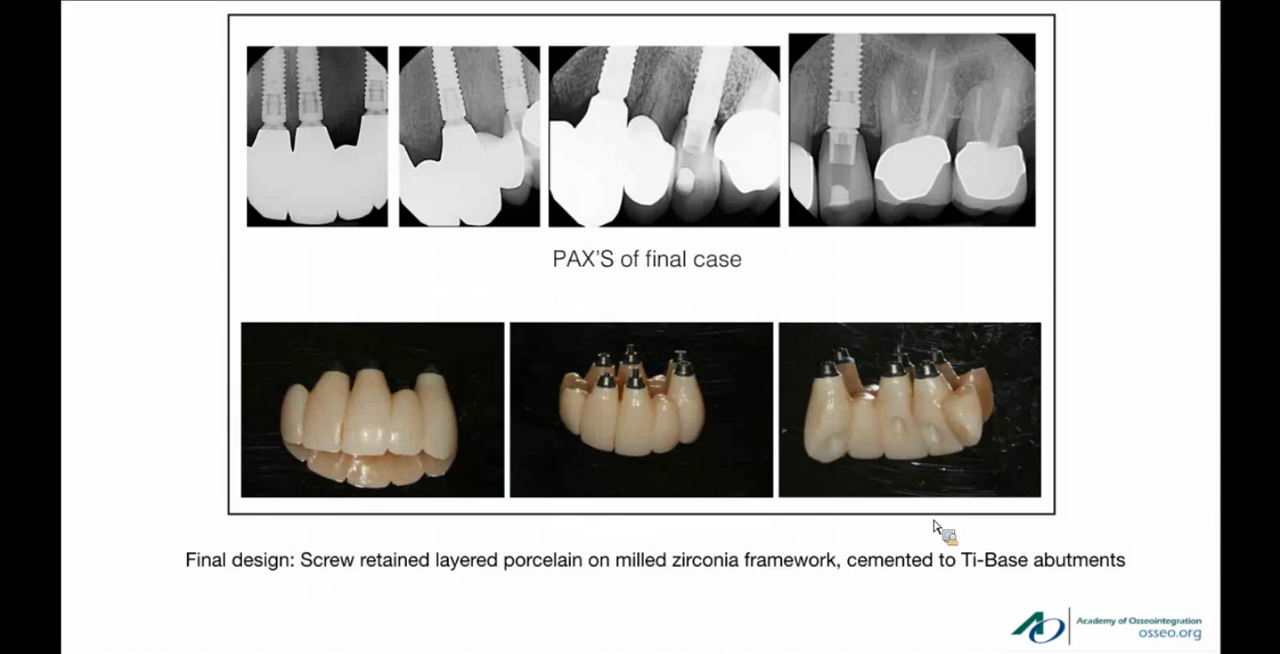 PAX'S of final case
Final design: Screw retained layered porcelain on milled zirconia framework, cemented to Ti-Base abutments
Academy of Osseointegration
osseo.org